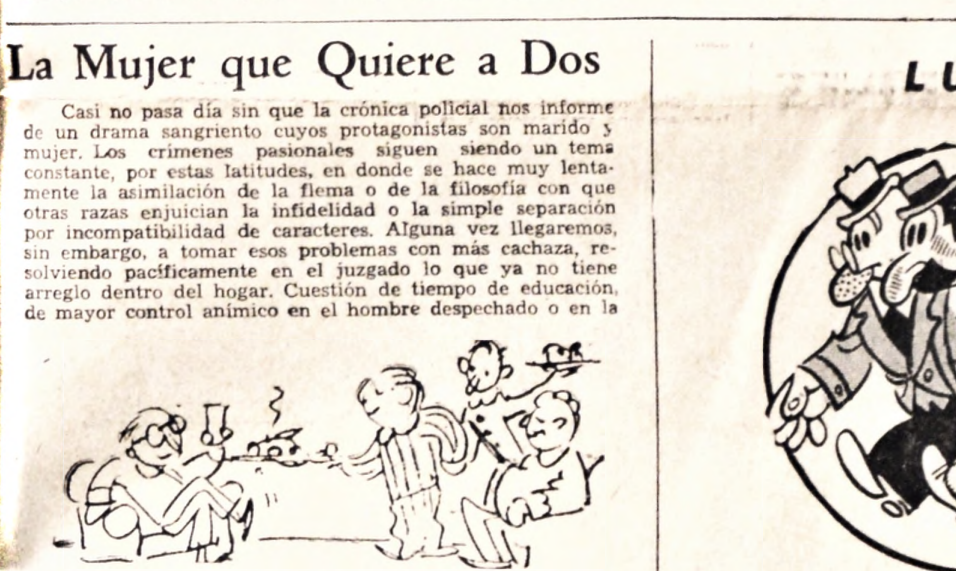 La Mujer que Quiere a Dos
Casi no pasa día sin que la crónica policial nos informe
de un drama sangriento cuyos protagonistas son marido y
mujer. Los crímenes pasionales siguen siendo un tema
constante, por estas latitudes, en donde se hace muy lenta-
mente la asimilación de la flema o de la filosofía con que
otras razas enjuician la infidelidad o la simple separación
por incompatibilidad de caracteres. Alguna vez llegaremos,
sin embargo, a tomar esos problemas con más cachaza, re-
solviendo pacíficamente en el juzgado lo que ya no tiene
arreglo dentro del hogar. Cuestión de tiempo de educación,
de mayor control anímico en el hombre despechado o en la
LU